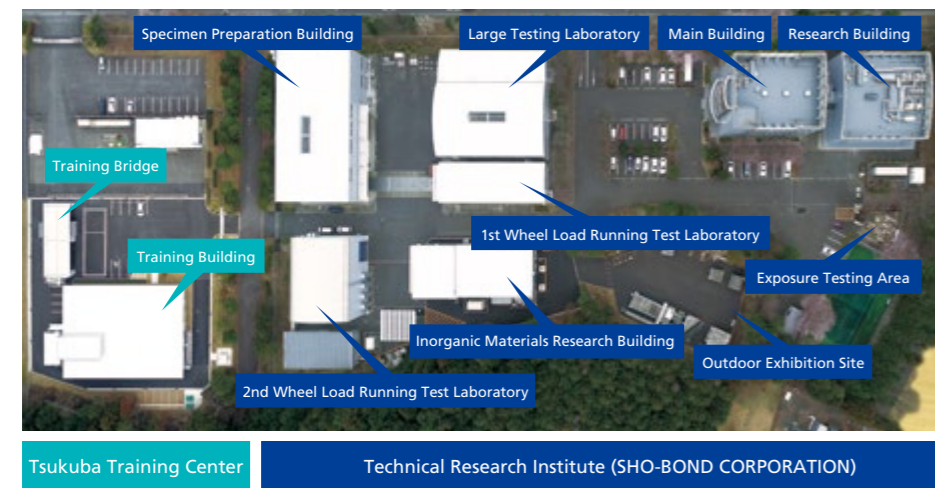 Specimen Preparation Building
Large Testing Laboratory
Main Building
Research Building
Training Bridge
1st Wheel Load Running Test Laboratory
Training Building
Exposure Testing Area
Inorganic Materials Research Building
Outdoor Exhibition Site
2nd Wheel Load Running Test Laboratory
Tsukuba Training Center
Technical Research Institute (SHO-BOND CORPORATION)